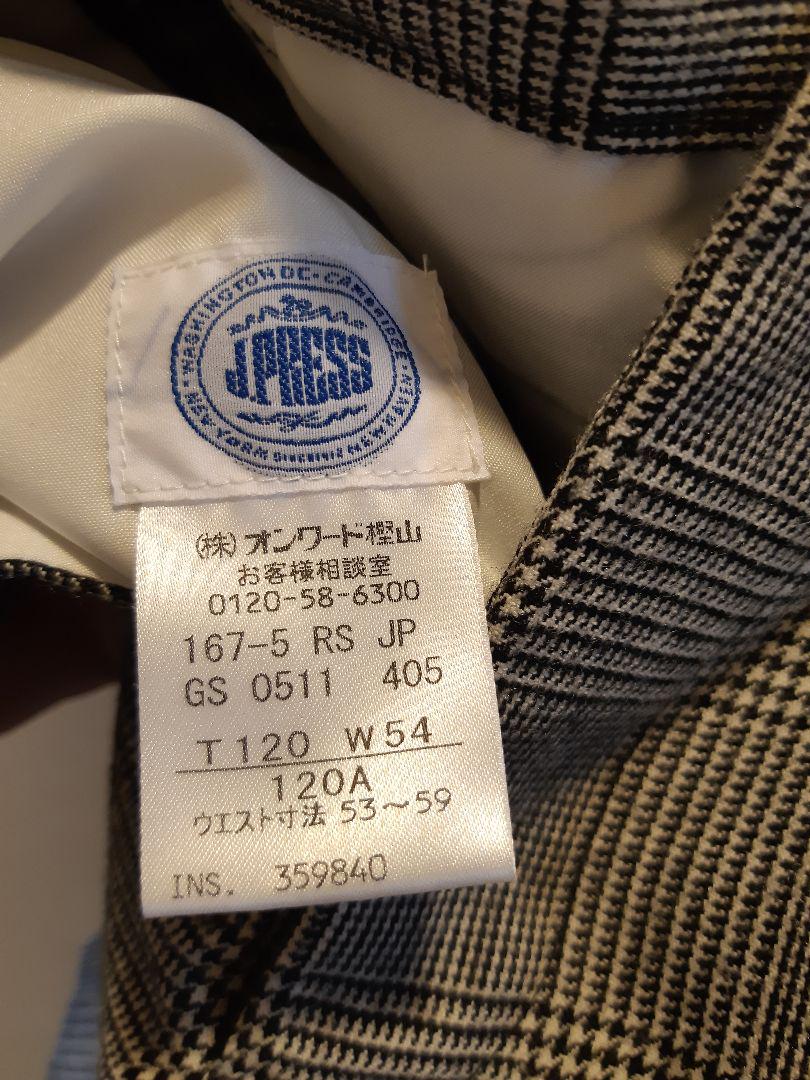 WASHINGTON DC · CAMBRIDGE ·
J.PRESS
NEW YORK
(株)オンワード樫山
お客様相談室
0120-58-6300
167-5 RS JP
GS 0511 405
T120 W54
120A
ウエスト寸法 53～59
INS. 359840